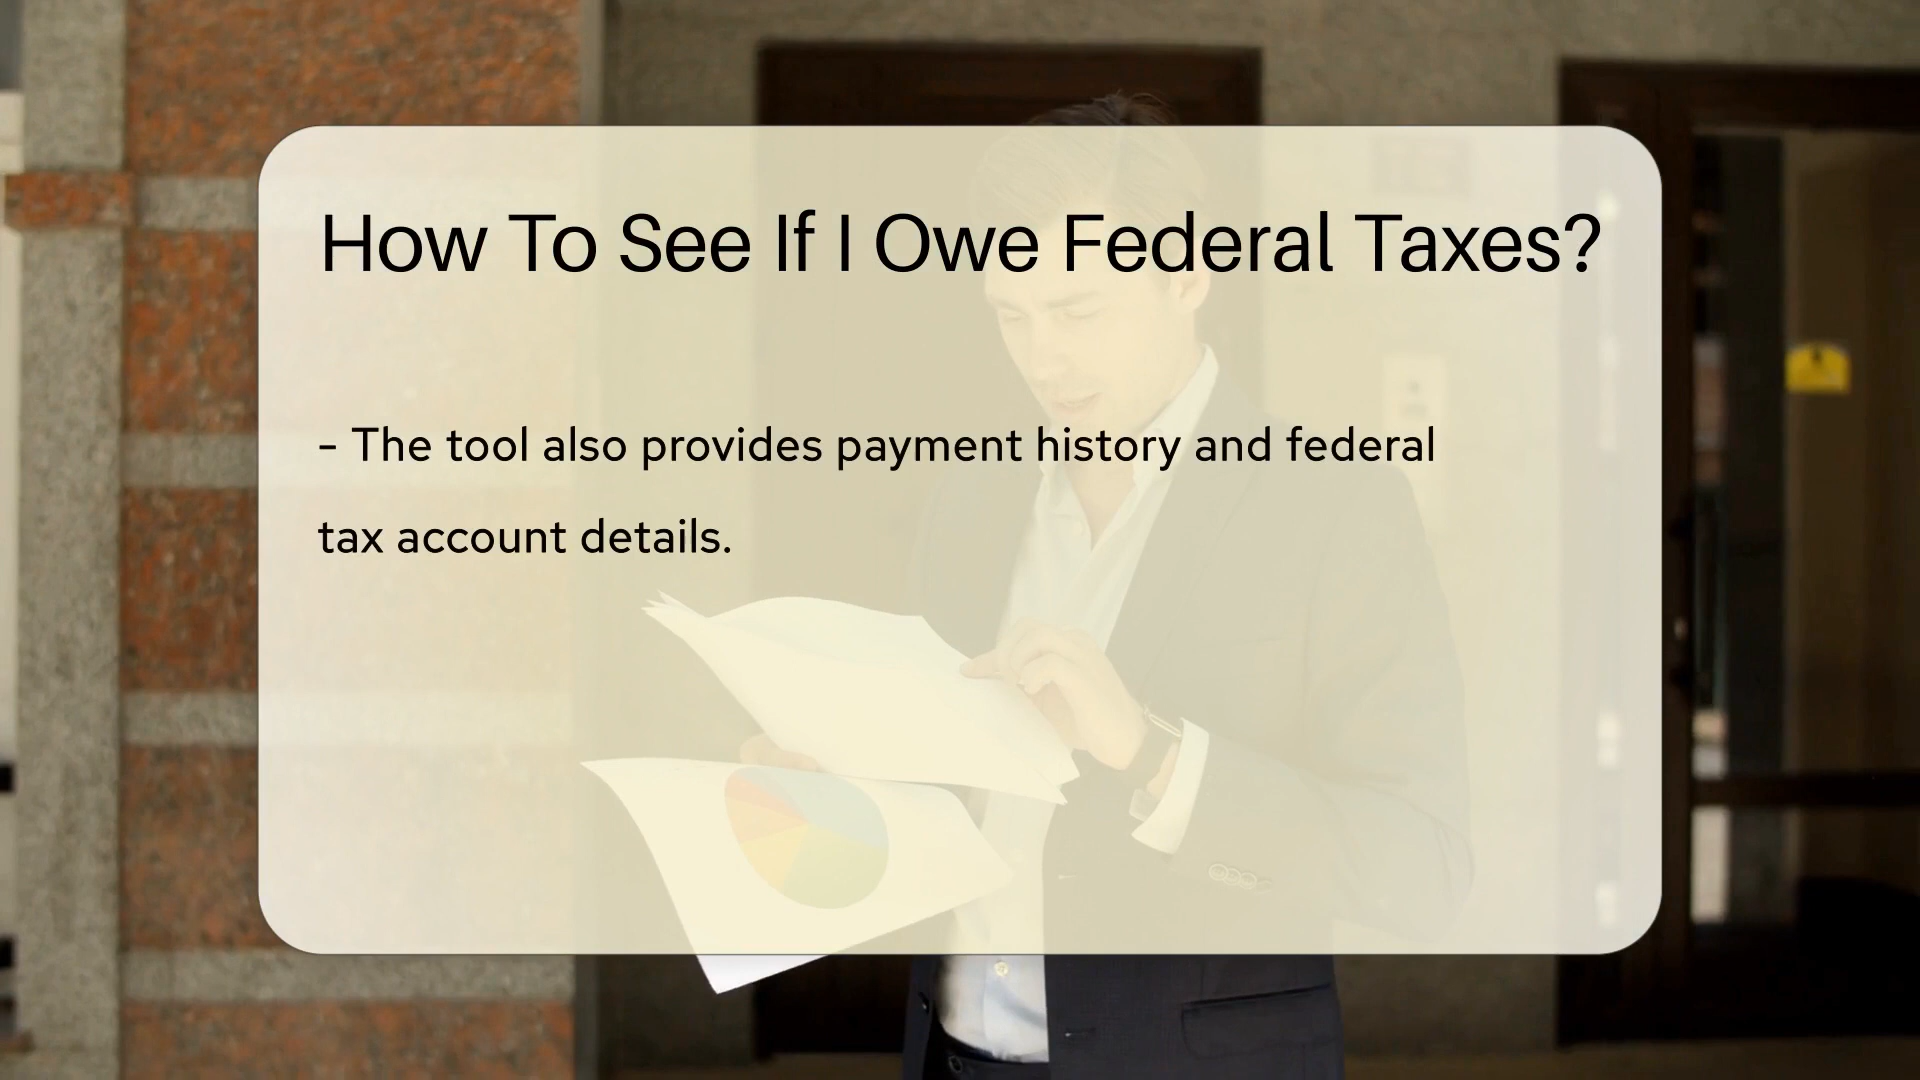 How To See If I Owe Federal Taxes?
- The tool also provides payment history and federal
tax account details.